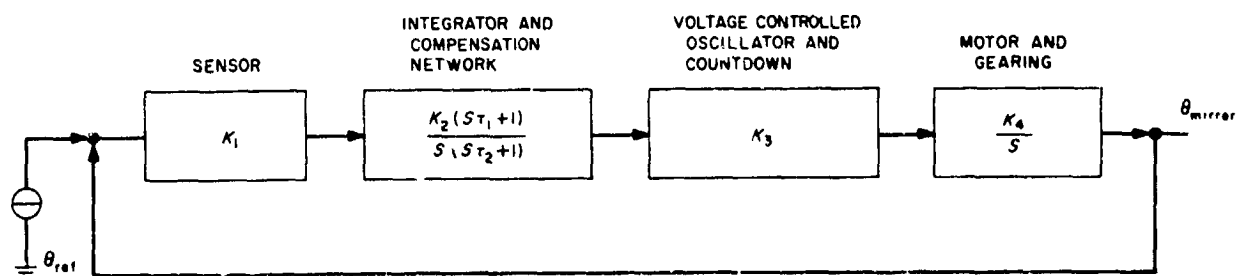 SENSOR
K₁
INTEGRATOR AND
COMPENSATION
NETWORK
K₂(Sτ₁+1)
S(Sτ₂+1)
VOLTAGE CONTROLLED
OSCILLATOR AND
COUNTDOWN
K₃
MOTOR AND
GEARING
K₄
S
θmirror
θref